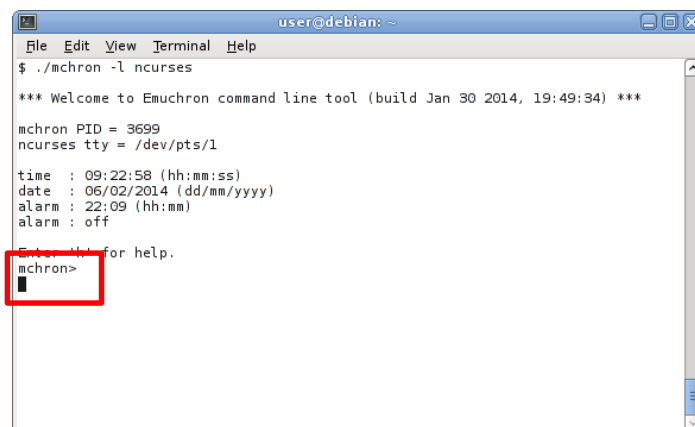 user@debian: ~
File Edit View Terminal Help
$ ./mchron -l ncurses
*** Welcome to Emuchron command line tool (build Jan 30 2014, 19:49:34) ***
mchron PID = 3699
ncurses tty = /dev/pts/1
time : 09:22:58 (hh:mm:ss)
date : 06/02/2014 (dd/mm/yyyy)
alarm : 22:09 (hh:mm)
alarm : off
Enter 'h' for help.
mchron>